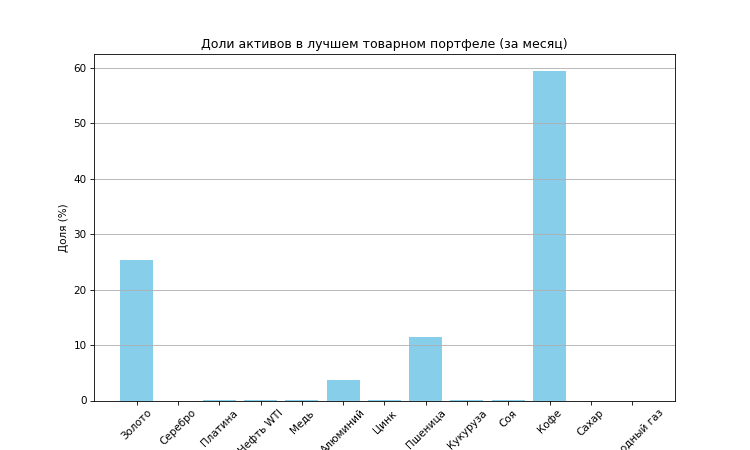 Доли активов в лучшем товарном портфеле (за месяц)
Доля (%)
60
50
40
30
20
10
0
Золото
Серебро
Платина
Нефть WTI
Медь
Алюминий
Цинк
Пшеница
Кукуруза
Соя
Кофе
Сахар
одный газ